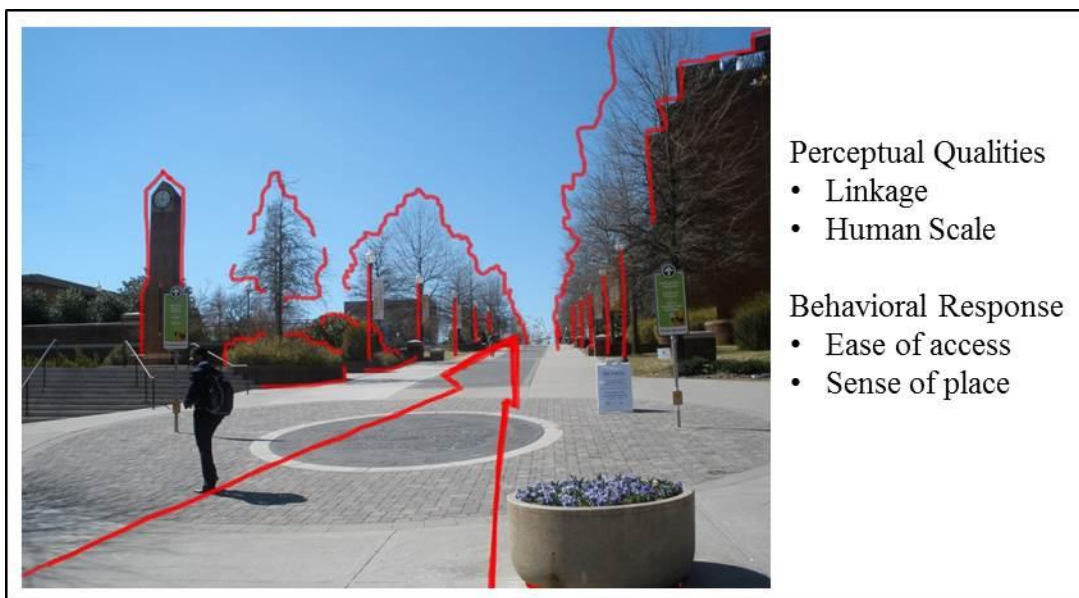 Perceptual Qualities
• Linkage
• Human Scale
Behavioral Response
• Ease of access
• Sense of place